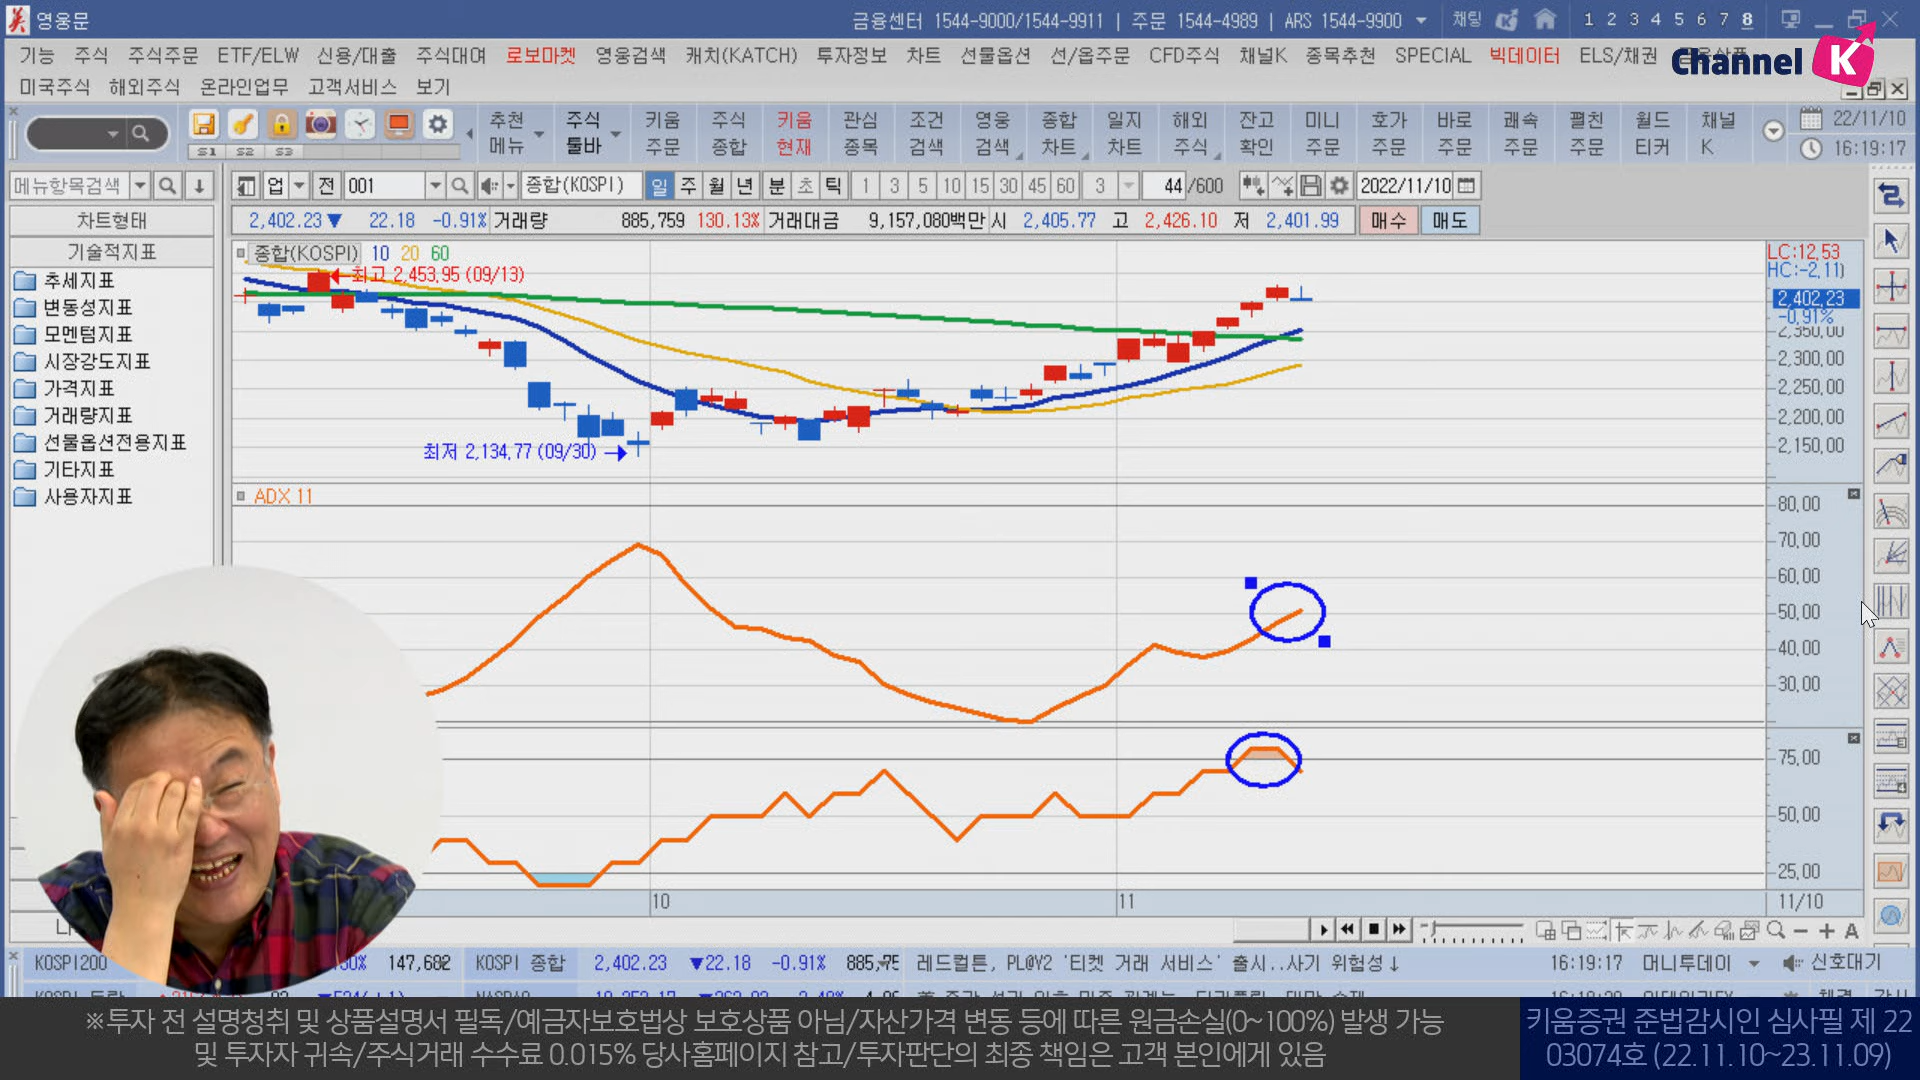 영웅문
금융센터 1544-9000/1544-9911 | 주문 1544-4989 | ARS 1544-9900
채팅
1 2 3 4 5 6 7 8
기능 주식 주식주문 ETF/ELW 신용/대출 주식대여 로보마켓 영웅검색 캐치(KATCH) 투자정보 차트 선물옵션 선/옵주문 CFD주식 채널K 종목추천 SPECIAL 빅데이터 ELS/채권
Channel K
미국주식 해외주식 온라인업무 고객서비스 보기
추천 메뉴
주식 툴바
키움 주문
주식 종합
키움 현재
관심 종목
조건 검색
영웅 검색
종합 차트
일지 차트
해외 주식
잔고 확인
미니 주문
호가 주문
바로 주문
쾌속 주문
펼친 주문
월드 티커
채널 K
S1 S2 S3
22/11/10
16:19:17
메뉴항목검색
업 전 001 종합(KOSPI) 일 주 월 년 분 초 틱 1 3 5 10 15 30 45 60 3 44 /600 2022/11/10
2,402.23 ▼ 22.18 -0.91% 거래량 885,759 130.13% 거래대금 9,157,080백만 시 2,405.77 고 2,426.10 저 2,401.99 매수 매도
차트형태
기술적지표
추세지표
변동성지표
모멘텀지표
시장강도지표
가격지표
거래량지표
선물옵션전용지표
기타지표
사용자지표
종합(KOSPI) 10 20 60
최고 2,453,95 (09/13)
최저 2,134,77 (09/30)
LC:12,53
HC:-2,11)
2,402,23
-0,91%
2,350,00
2,300,00
2,250,00
2,200,00
2,150,00
ADX 11
80,00
70,00
60,00
50,00
40,00
30,00
75,00
50,00
25,00
10
11
11/10
A
KOSPI200
147,682
KOSPI 종합 2,402.23 ▼22.18 -0.91%
레드컬튼, PL@V2 '티켓 거래 서비스' 출시..사기 위험성↓
16:19:17 머니투데이
신호대기
※투자 전 설명청취 및 상품설명서 필독/예금자보호법상 보호상품 아님/자산가격 변동 등에 따른 원금손실(0~100%) 발생 가능
및 투자자 귀속/주식거래 수수료 0.015% 당사홈페이지 참고/투자판단의 최종 책임은 고객 본인에게 있음
키움증권 준법감시인 심사필 제 22
03074호 (22.11.10~23.11.09)